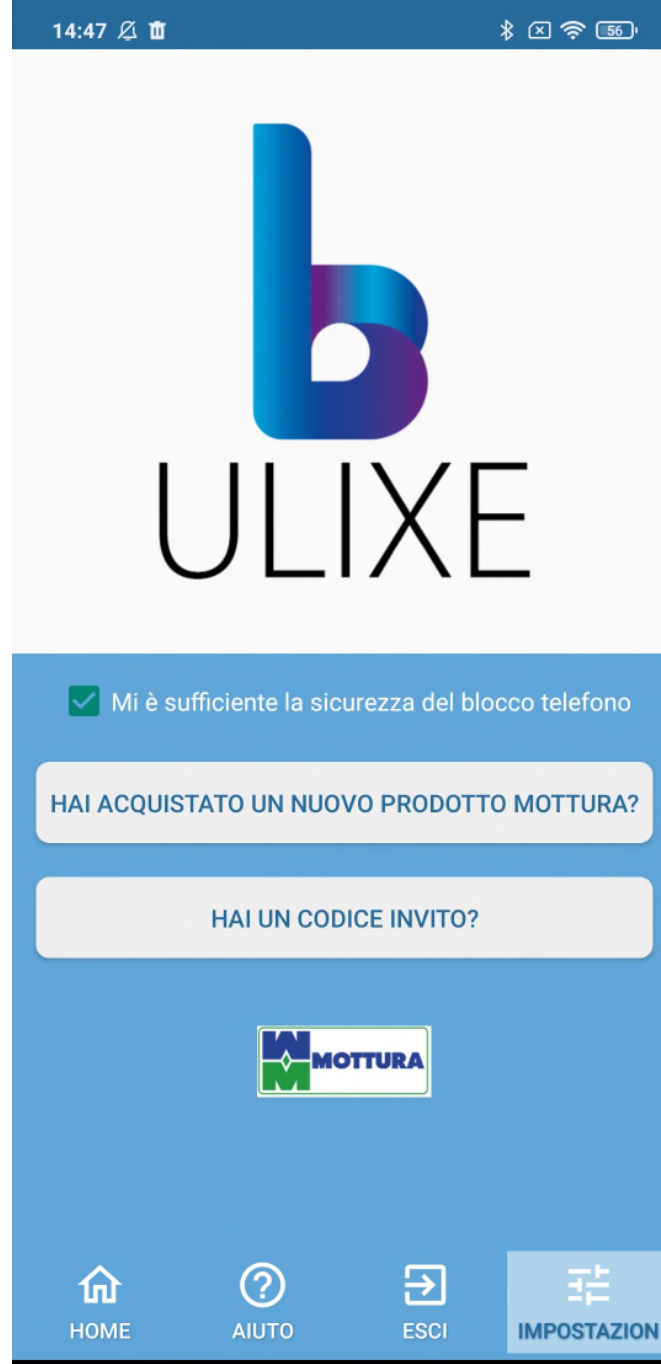 14:47
56
ULIXE
Mi è sufficiente la sicurezza del blocco telefono
HAI ACQUISTATO UN NUOVO PRODOTTO MOTTURA?
HAI UN CODICE INVITO?
MOTTURA
HOME AIUTO ESCI IMPOSTAZION